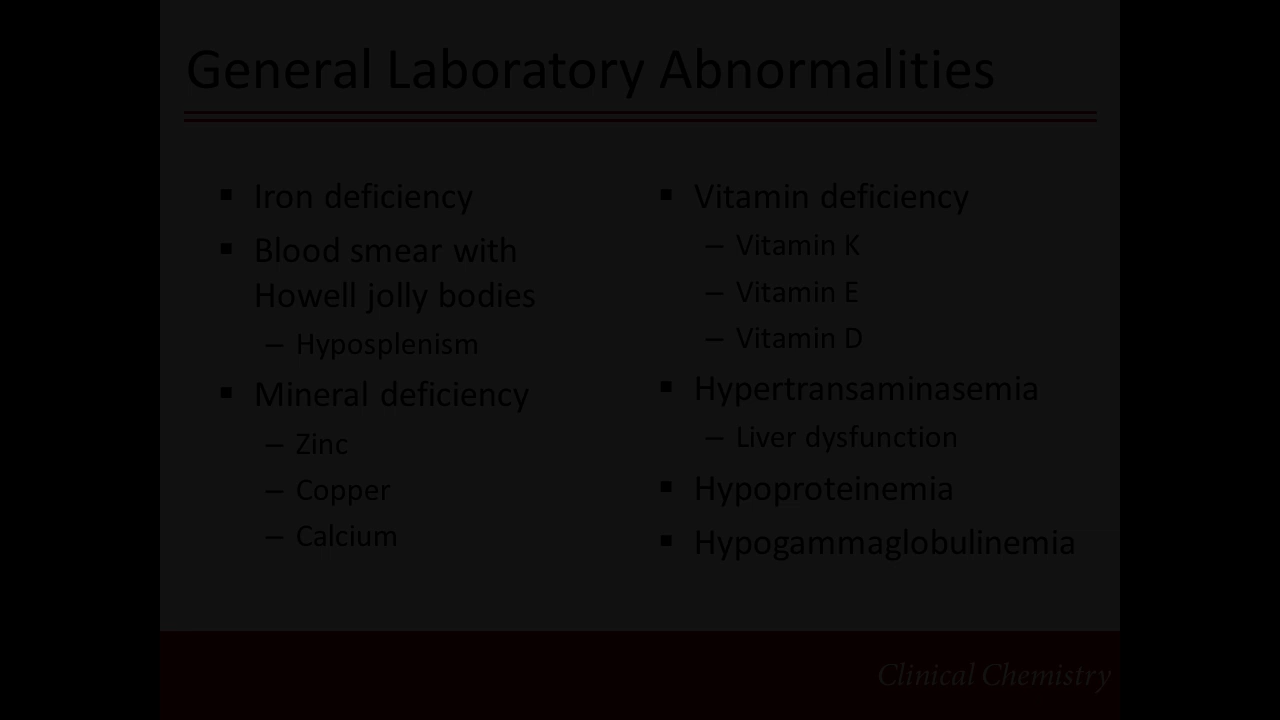 General Laboratory Abnormalities
▪ Iron deficiency
▪ Blood smear with
Howell jolly bodies
– Hyposplenism
▪ Mineral deficiency
– Zinc
– Copper
– Calcium
▪ Vitamin deficiency
– Vitamin K
– Vitamin E
– Vitamin D
▪ Hypertransaminasemia
– Liver dysfunction
▪ Hypoproteinemia
▪ Hypogammaglobulinemia
Clinical Chemistry